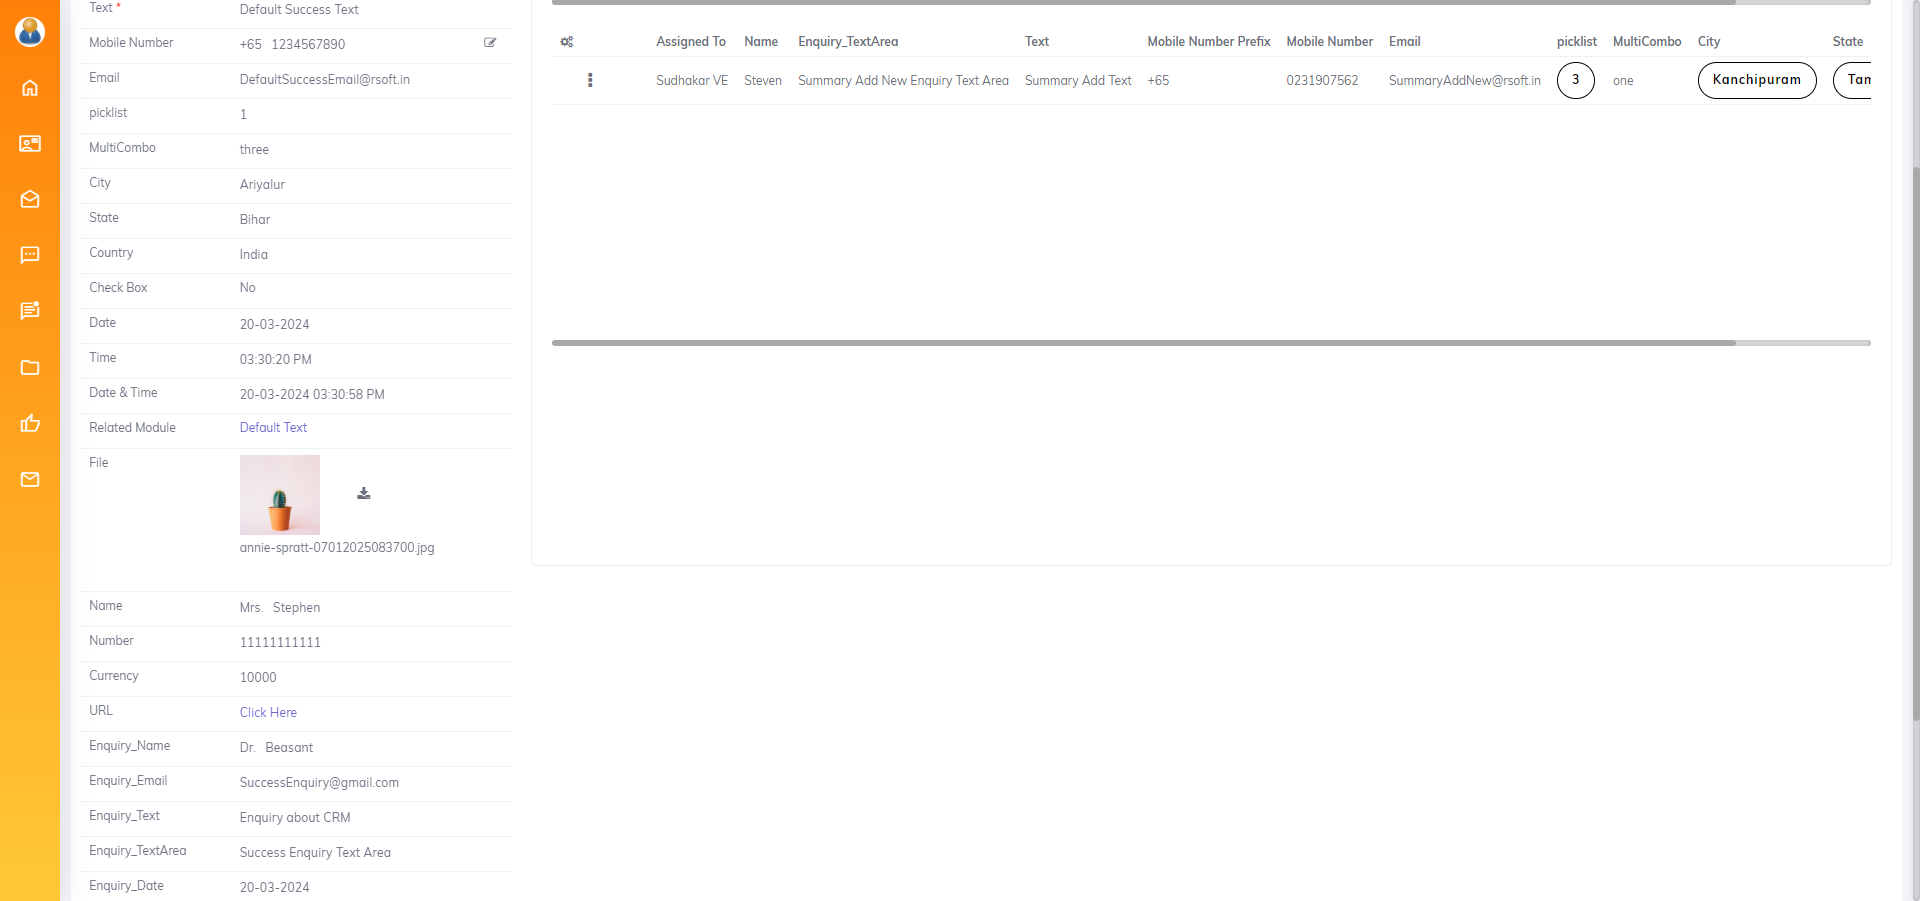 Text * Default Success Text
Mobile Number +65 1234567890
Email DefaultSuccessEmail@rsoft.in
picklist 1
MultiCombo three
City Ariyalur
State Bihar
Country India
Check Box No
Date 20-03-2024
Time 03:30:20 PM
Date & Time 20-03-2024 03:30:58 PM
Related Module Default Text
File
annie-spratt-07012025083700.jpg
Name Mrs. Stephen
Number 11111111111
Currency 10000
URL Click Here
Enquiry_Name Dr. Beasant
Enquiry_Email SuccessEnquiry@gmail.com
Enquiry_Text Enquiry about CRM
Enquiry_TextArea Success Enquiry Text Area
Enquiry_Date 20-03-2024
Assigned To Name Enquiry_TextArea Text Mobile Number Prefix Mobile Number Email picklist MultiCombo City State
Sudhakar VE Steven Summary Add New Enquiry Text Area Summary Add Text +65 0231907562 SummaryAddNew@rsoft.in 3 one Kanchipuram Tam